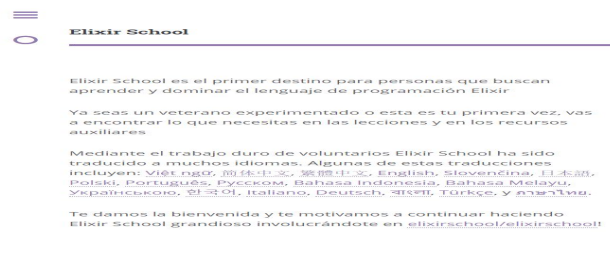 Elixir School
Elixir School es el primer destino para personas que buscan
aprender y dominar el lenguaje de programación Elixir
Ya seas un veterano experimentado o esta es tu primera vez, vas
a encontrar lo que necesitas en las lecciones y en los recursos
auxiliares
Mediante el trabajo duro de voluntarios Elixir School ha sido
traducido a muchos idiomas. Algunas de estas traducciones
incluyen: Việt ngữ, 简体中文, 繁體中文, English, Slovenčina, 日本語,
Polski, Português, Русском, Bahasa Indonesia, Bahasa Melayu,
Українською, 한국어, Italiano, Deutsch, বাংলা, Türkçe, y ภาษาไทย.
Te damos la bienvenida y te motivamos a continuar haciendo
Elixir School grandioso involucrándote en elixirschool/elixirschool!